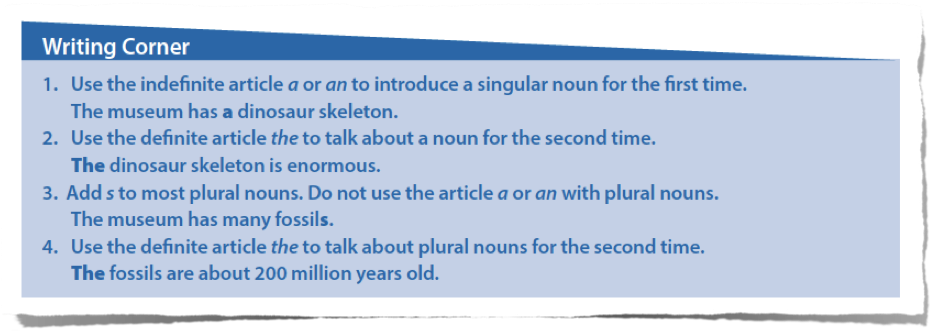 Writing Corner
1. Use the indefinite article a or an to introduce a singular noun for the first time.
The museum has a dinosaur skeleton.
2. Use the definite article the to talk about a noun for the second time.
The dinosaur skeleton is enormous.
3. Add s to most plural nouns. Do not use the article a or an with plural nouns.
The museum has many fossils.
4. Use the definite article the to talk about plural nouns for the second time.
The fossils are about 200 million years old.